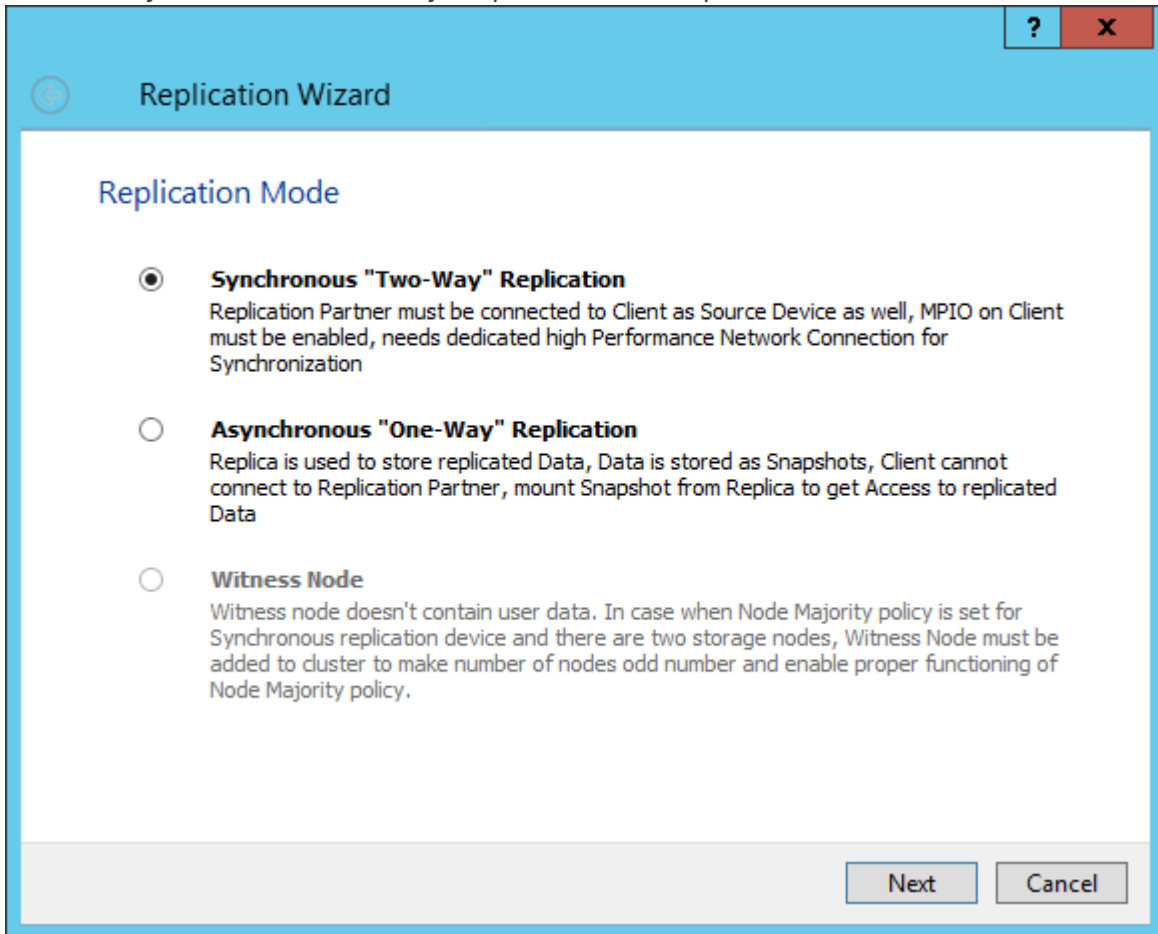 ? x
Replication Wizard
Replication Mode
Synchronous "Two-Way" Replication
Replication Partner must be connected to Client as Source Device as well, MPIO on Client
must be enabled, needs dedicated high Performance Network Connection for
Synchronization
Asynchronous "One-Way" Replication
Replica is used to store replicated Data, Data is stored as Snapshots, Client cannot
connect to Replication Partner, mount Snapshot from Replica to get Access to replicated
Data
Witness Node
Witness node doesn't contain user data. In case when Node Majority policy is set for
Synchronous replication device and there are two storage nodes, Witness Node must be
added to cluster to make number of nodes odd number and enable proper functioning of
Node Majority policy.
Next Cancel